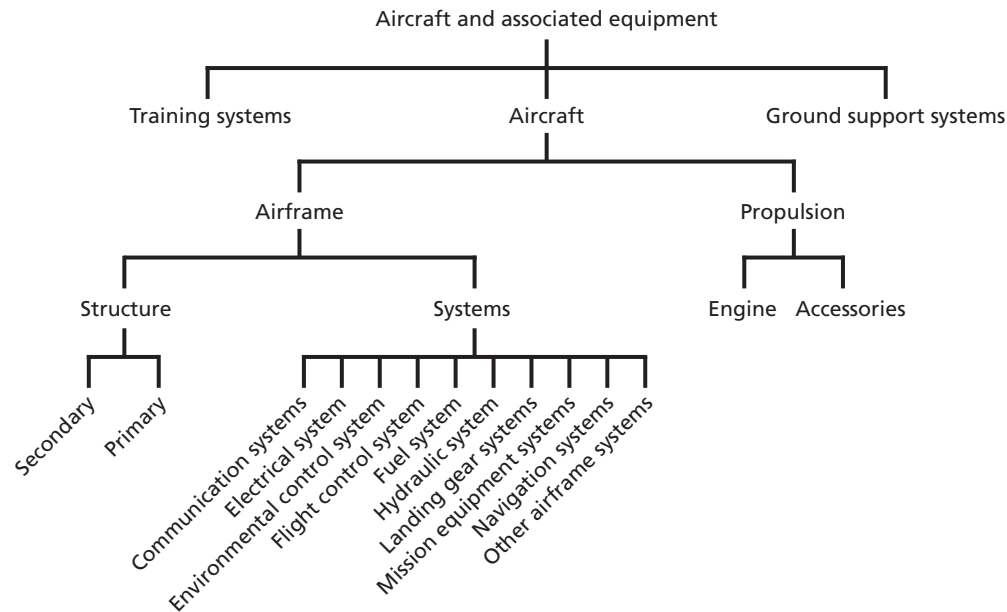 Aircraft and associated equipment
Training systems
Aircraft
Ground support systems
Airframe
Propulsion
Structure
Systems
Engine
Accessories
Secondary
Primary
Communication systems
Electrical system
Environmental control system
Flight control system
Fuel system
Hydraulic system
Landing gear systems
Mission equipment systems
Navigation systems
Other airframe systems